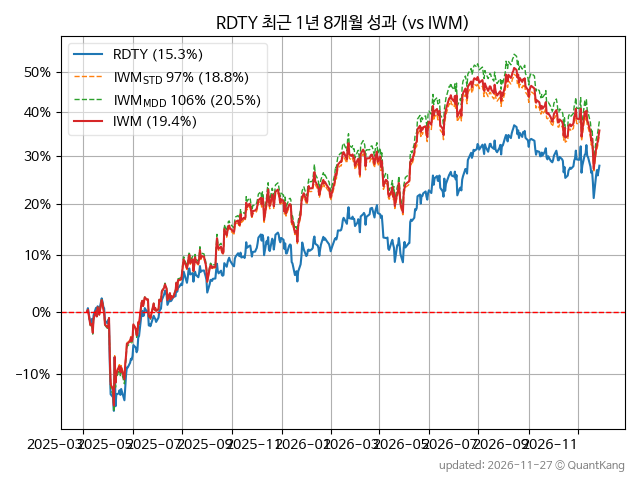 RDTY 최근 1년 8개월 성과 (vs IWM)
RDTY (15.3%)
IWM_STD 97% (18.8%)
IWM_MDD 106% (20.5%)
IWM (19.4%)
50%
40%
30%
20%
10%
0%
−10%
2025-03 2025-05 2025-07 2025-09 2025-11 2026-01 2026-03 2026-05 2026-07 2026-09 2026-11
updated: 2026-11-27 © QuantKang